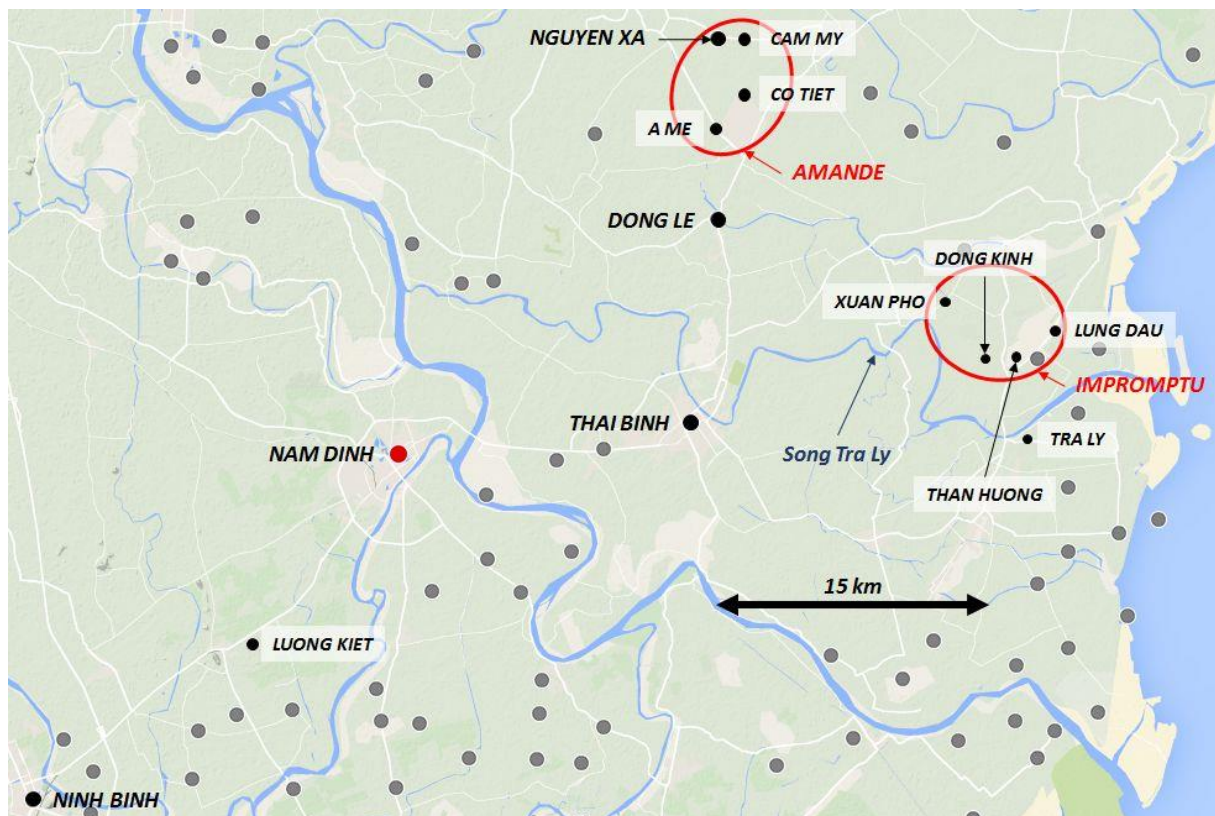 NGUYEN XA
CAM MY
CO TIET
A ME
AMANDE
DONG LE
DONG KINH
XUAN PHO
LUNG DAU
IMPROMPTU
THAI BINH
NAM DINH
Song Tra Ly
TRA LY
THAN HUONG
15 km
LUONG KIET
NINH BINH